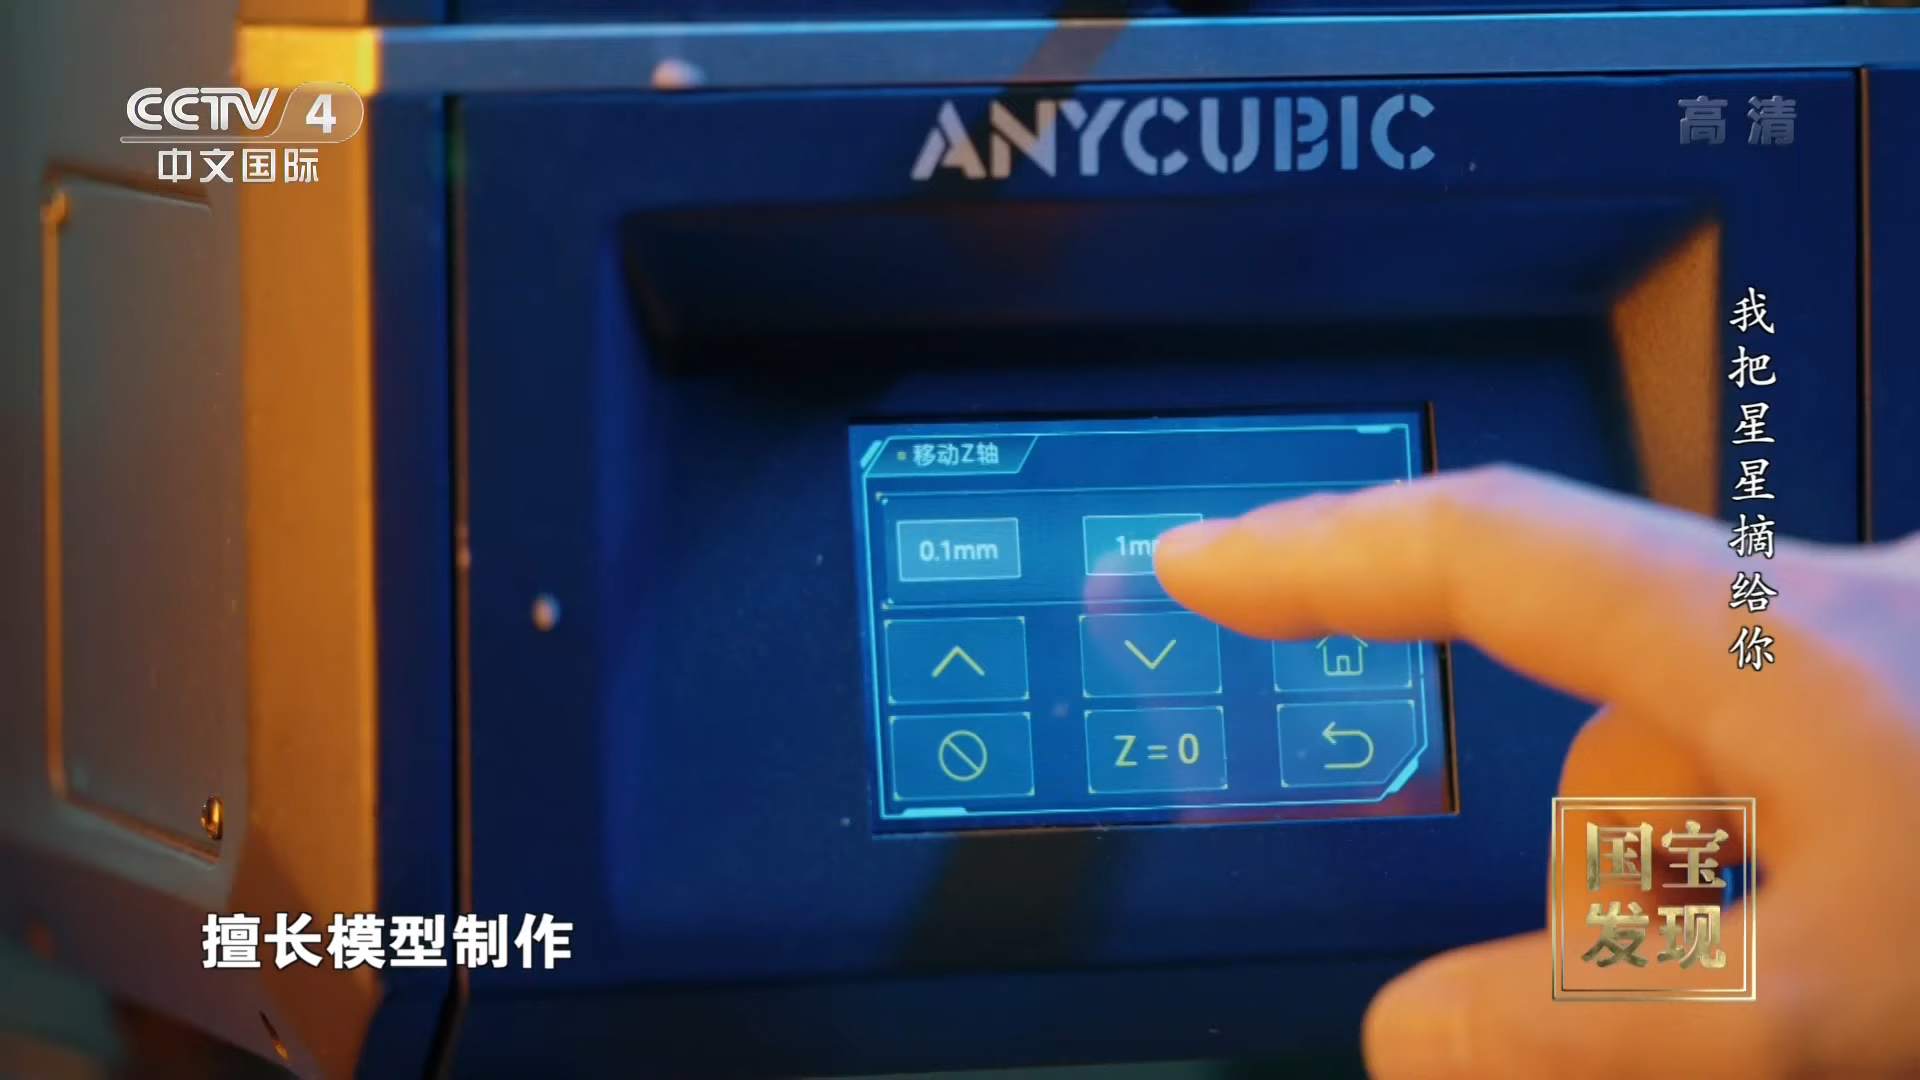 CCTV 4
中文国际
ANYCUBIC
高清
我把星星摘给你
移动Z轴
0.1mm
Z = 0
国宝
发现
擅长模型制作